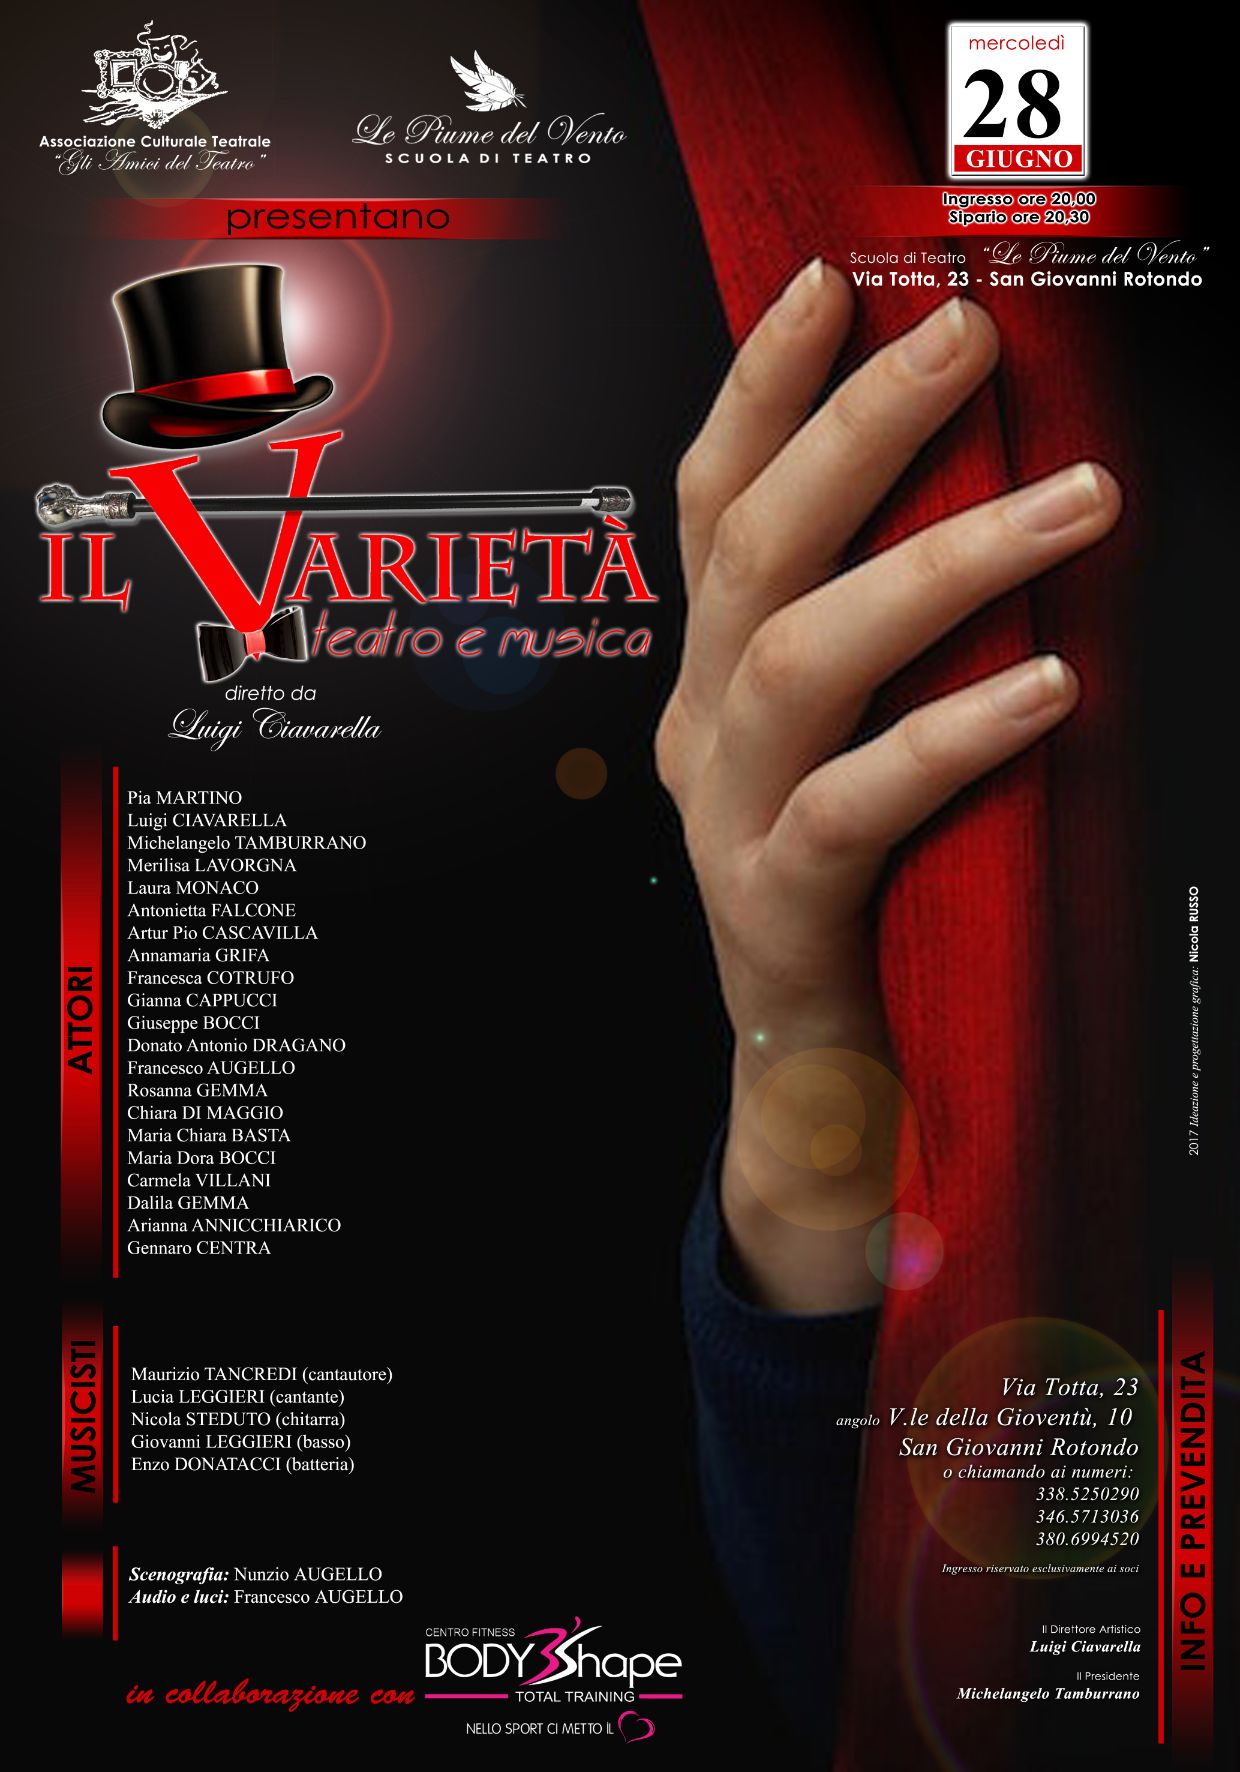 Associazione Culturale Teatrale
"Gli Amici del Teatro"
Le Piume del Vento
SCUOLA DI TEATRO
mercoledì
28
GIUGNO
Ingresso ore 20,00
Sipario ore 20,30
Scuola di Teatro "Le Piume del Vento"
Via Totta, 23 - San Giovanni Rotondo
presentano
IL VARIETÀ
teatro e musica
diretto da
Luigi Ciavarella
ATTORI
Pia MARTINO
Luigi CIAVARELLA
Michelangelo TAMBURRANO
Merilisa LAVORGNA
Laura MONACO
Antonietta FALCONE
Artur Pio CASCAVILLA
Annamaria GRIFA
Francesca COTRUFO
Gianna CAPPUCCI
Giuseppe BOCCI
Donato Antonio DRAGANO
Francesco AUGELLO
Rosanna GEMMA
Chiara DI MAGGIO
Maria Chiara BASTA
Maria Dora BOCCI
Carmela VILLANI
Dalila GEMMA
Arianna ANNICCHIARICO
Gennaro CENTRA
MUSICISTI
Maurizio TANCREDI (cantautore)
Lucia LEGGIERI (cantante)
Nicola STEDUTO (chitarra)
Giovanni LEGGIERI (basso)
Enzo DONATACCI (batteria)
Scenografia: Nunzio AUGELLO
Audio e luci: Francesco AUGELLO
in collaborazione con
CENTRO FITNESS
BODY3'Shape
TOTAL TRAINING
NELLO SPORT CI METTO IL
2017 Ideazione e progettazione grafica: Nicola RUSSO
INFO E PREVENDITA
Via Totta, 23
angolo V.le della Gioventù, 10
San Giovanni Rotondo
o chiamando ai numeri:
338.5250290
346.5713036
380.6994520
Ingresso riservato esclusivamente ai soci
Il Direttore Artistico
Luigi Ciavarella
Il Presidente
Michelangelo Tamburrano